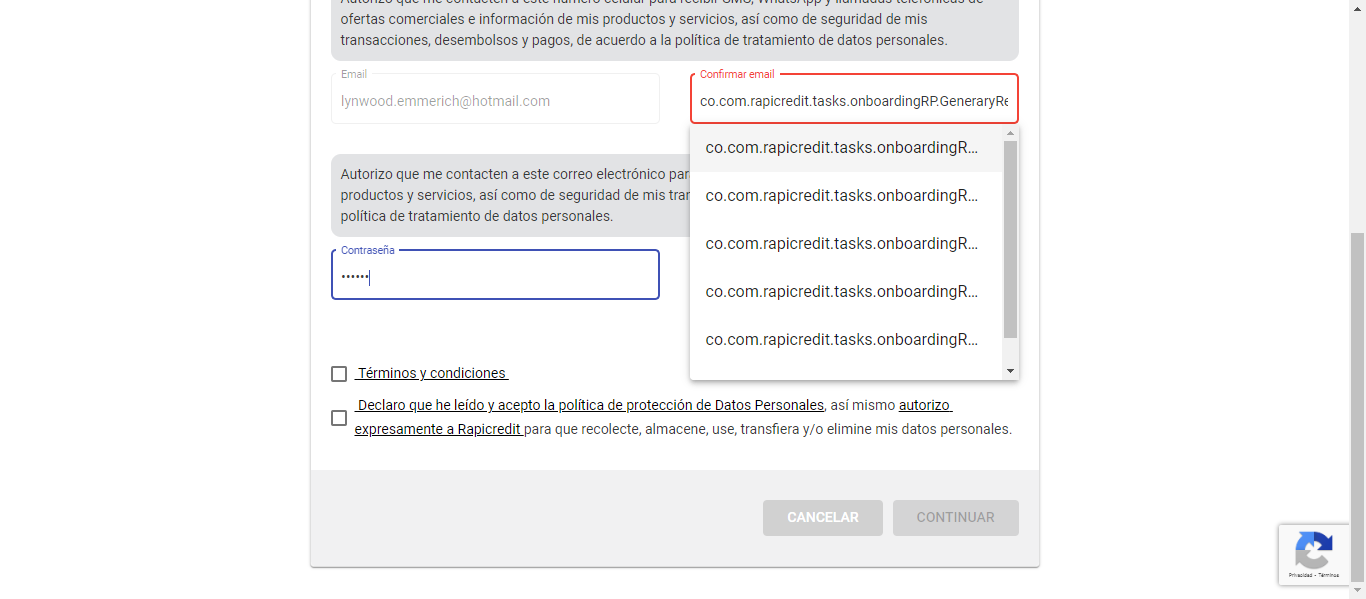 Autorizo que me contacten a este número celular para recibir SMS, WhatsApp y llamadas telefónicas de
ofertas comerciales e información de mis productos y servicios, así como de seguridad de mis
transacciones, desembolsos y pagos, de acuerdo a la política de tratamiento de datos personales.
Email
Confirmar email
lynwood.emmerich@hotmail.com
co.com.rapicredit.tasks.onboardingRP.GeneraryRe
co.com.rapicredit.tasks.onboardingR...
co.com.rapicredit.tasks.onboardingR...
co.com.rapicredit.tasks.onboardingR...
co.com.rapicredit.tasks.onboardingR...
co.com.rapicredit.tasks.onboardingR...
Autorizo que me contacten a este correo electrónico par
productos y servicios, así como de seguridad de mis tran
política de tratamiento de datos personales.
Contraseña
••••••
Términos y condiciones
Declaro que he leído y acepto la política de protección de Datos Personales, así mismo autorizo
expresamente a Rapicredit para que recolecte, almacene, use, transfiera y/o elimine mis datos personales.
CANCELAR
CONTINUAR
Privacidad - Términos